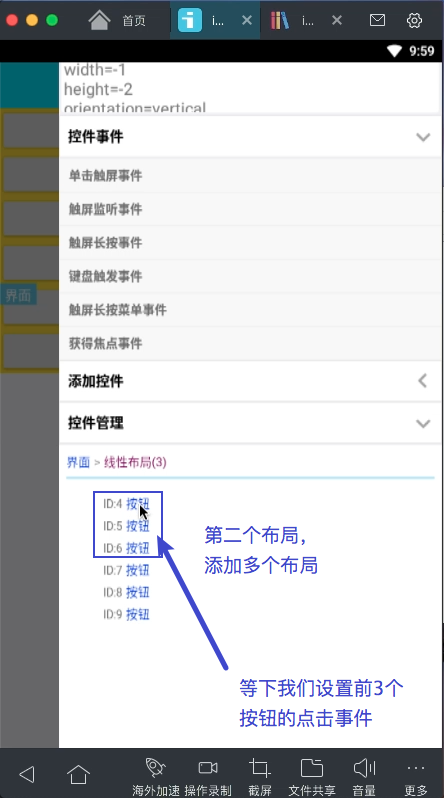 首页
i...
i...
9:59
width=-1
height=-2
orientation=vertical
控件事件
单击触屏事件
触屏监听事件
触屏长按事件
键盘触发事件
界面
触屏长按菜单事件
获得焦点事件
添加控件
控件管理
界面 > 线性布局(3)
ID:4 按钮
ID:5 按钮
ID:6 按钮
ID:7 按钮
ID:8 按钮
ID:9 按钮
第二个布局，
添加多个布局
等下我们设置前3个
按钮的点击事件
海外加速 操作录制 截屏 文件共享 音量 更多